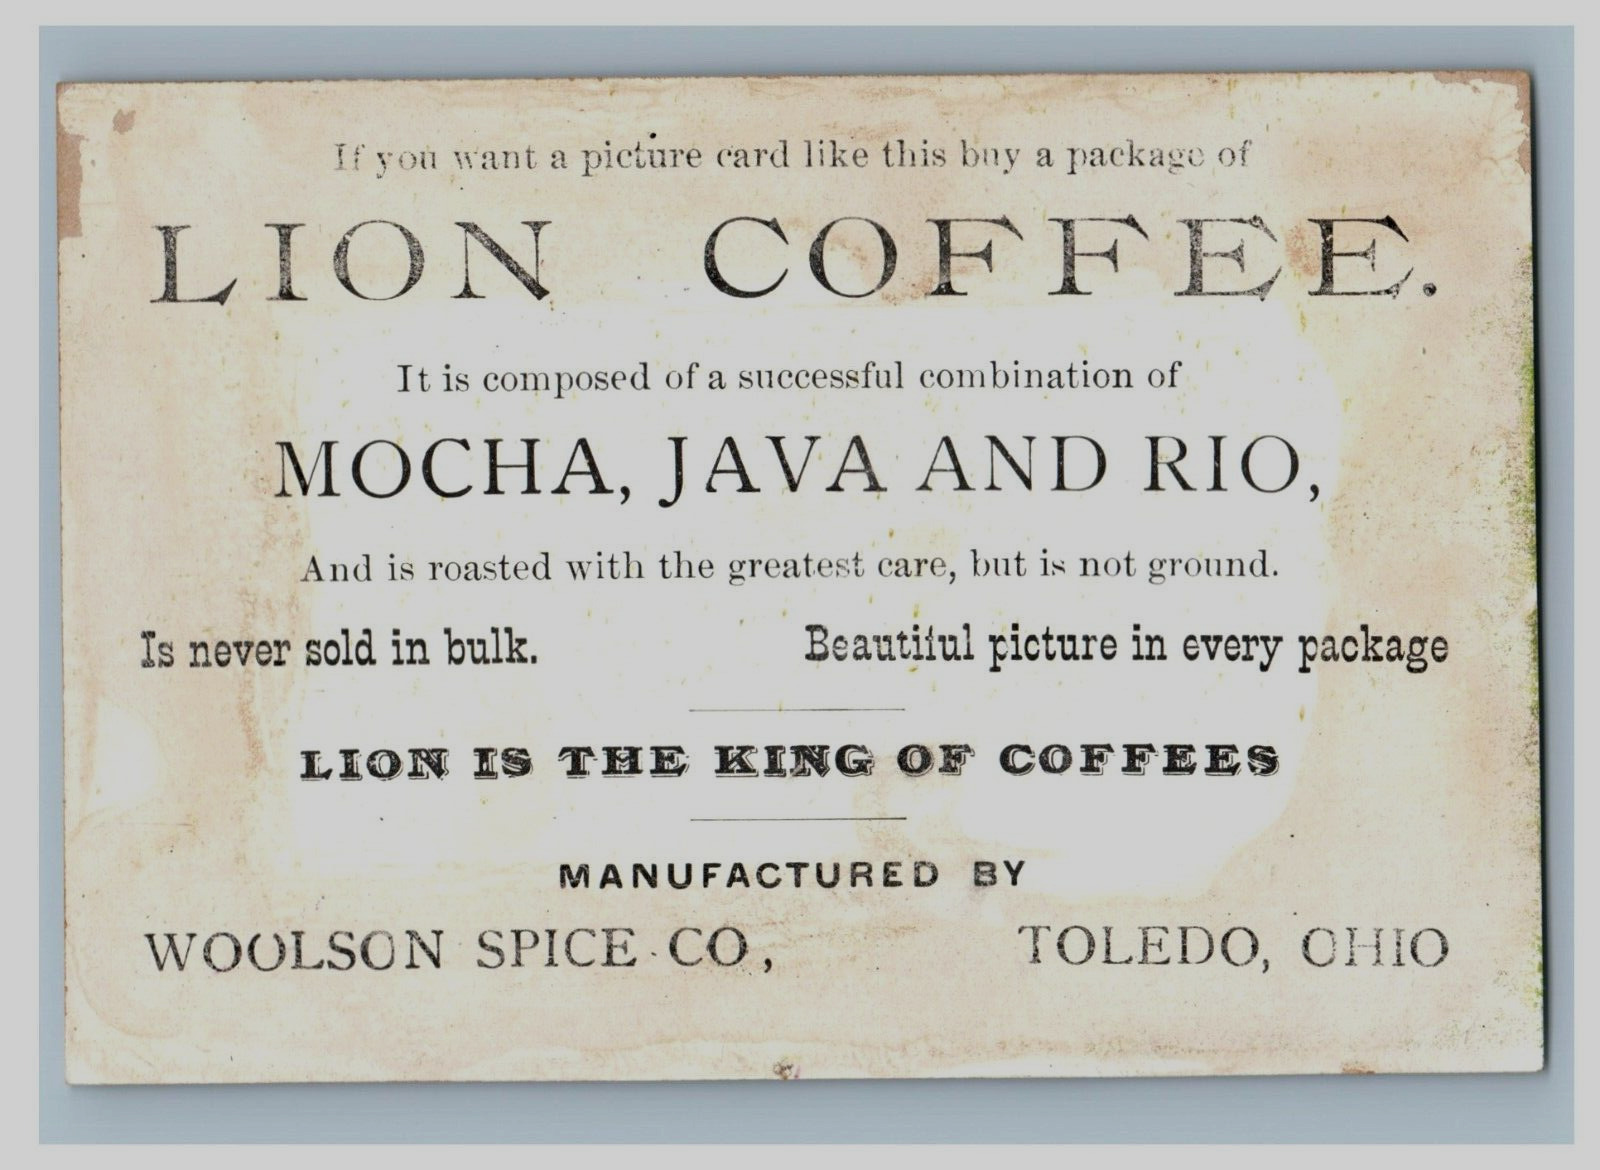 If you want a picture card like this buy a package of
LION COFFEE.
It is composed of a successful combination of
MOCHA, JAVA AND RIO,
And is roasted with the greatest care, but is not ground.
Is never sold in bulk. Beautiful picture in every package
LION IS THE KING OF COFFEES
MANUFACTURED BY
WOOLSON SPICE CO, TOLEDO, OHIO